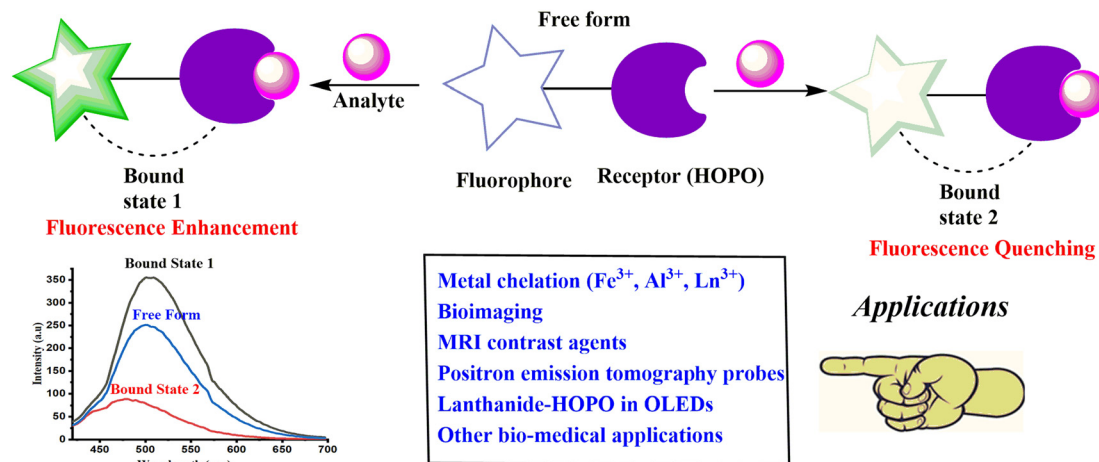 Free form
Analyte
Fluorophore
Receptor (HOPO)
Bound
state 1
Fluorescence Enhancement
Bound
state 2
Fluorescence Quenching
Bound State 1
Free Form
Bound State 2
Intensity (a.u)
350
300
250
200
150
100
50
0
450 500 550 600 650 700
Metal chelation (Fe³⁺, Al³⁺, Ln³⁺)
Bioimaging
MRI contrast agents
Positron emission tomography probes
Lanthanide-HOPO in OLEDs
Other bio-medical applications
Applications